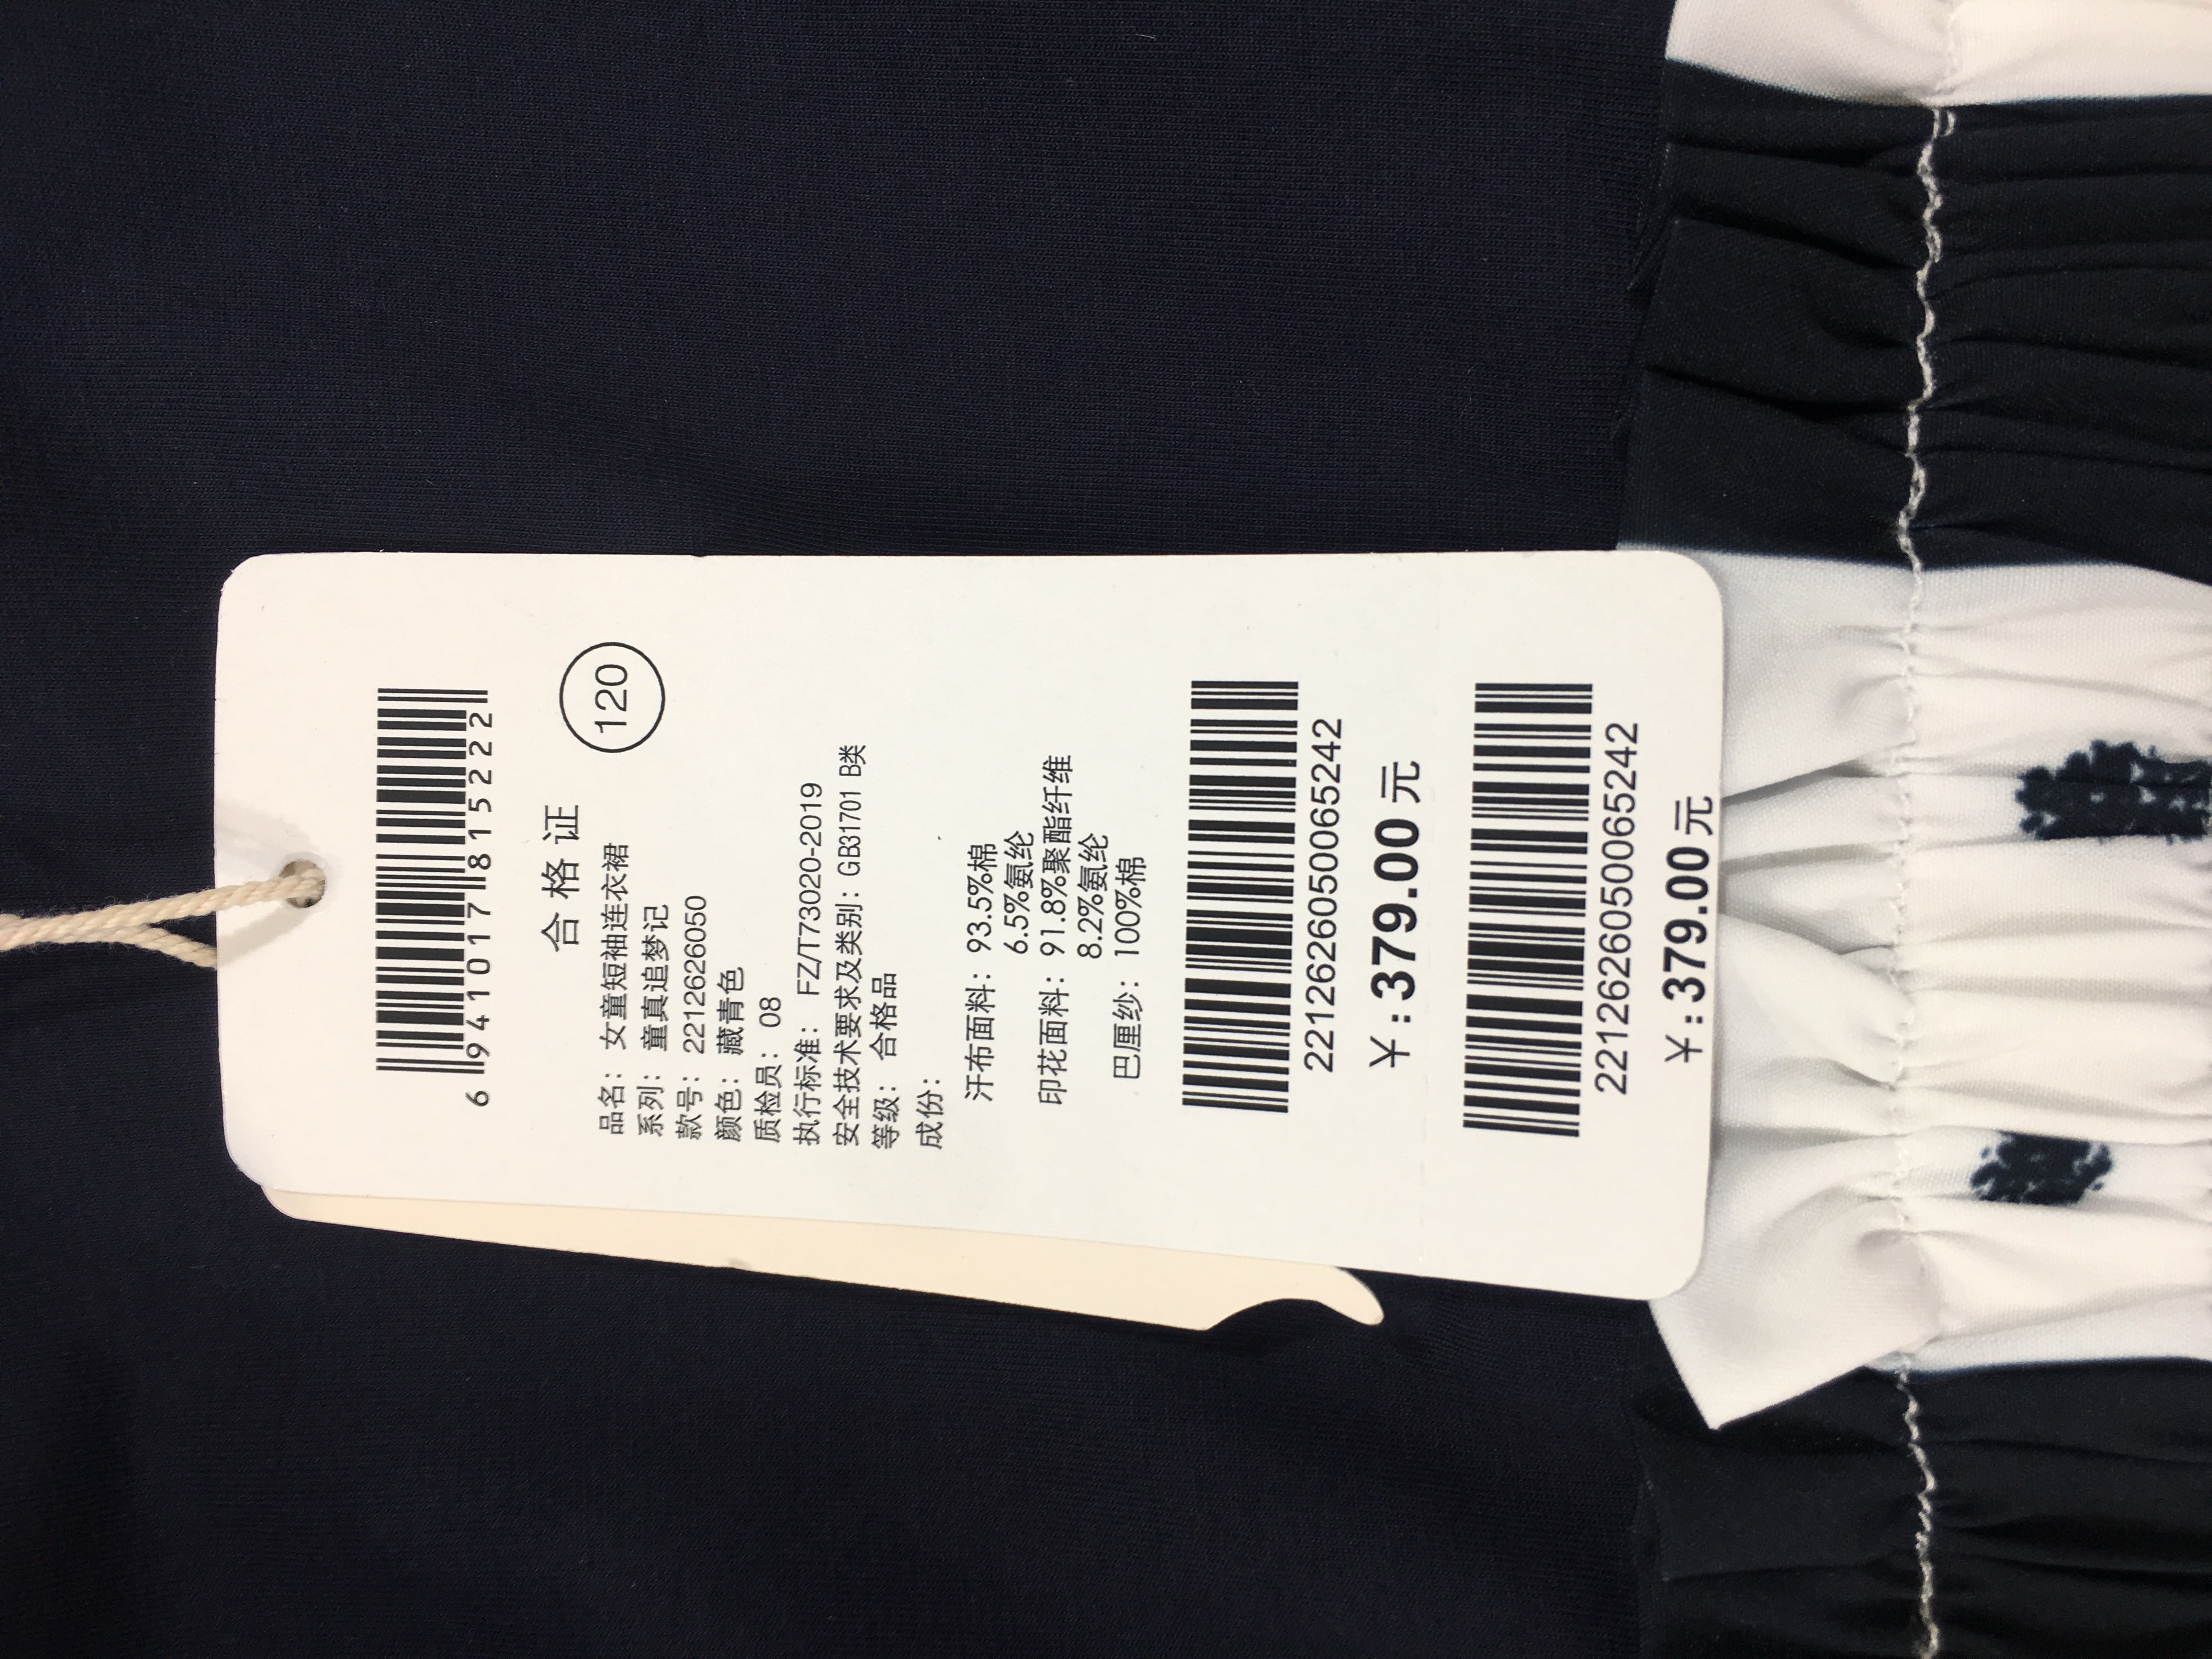 6 941017 815222
合格证
120
品名： 女童短袖连衣裙
系列： 童真追梦记
款号： 2212626050
颜色： 藏青色
质检员： 08
执行标准： FZ/T73020-2019
安全技术要求及类别：GB31701 B类
等级： 合格品
成份：
汗布面料： 93.5%棉
6.5%氨纶
印花面料： 91.8%聚酯纤维
8.2%氨纶
巴厘纱： 100%棉
2212626050065242
￥:379.00元
2212626050065242
￥:379.00元